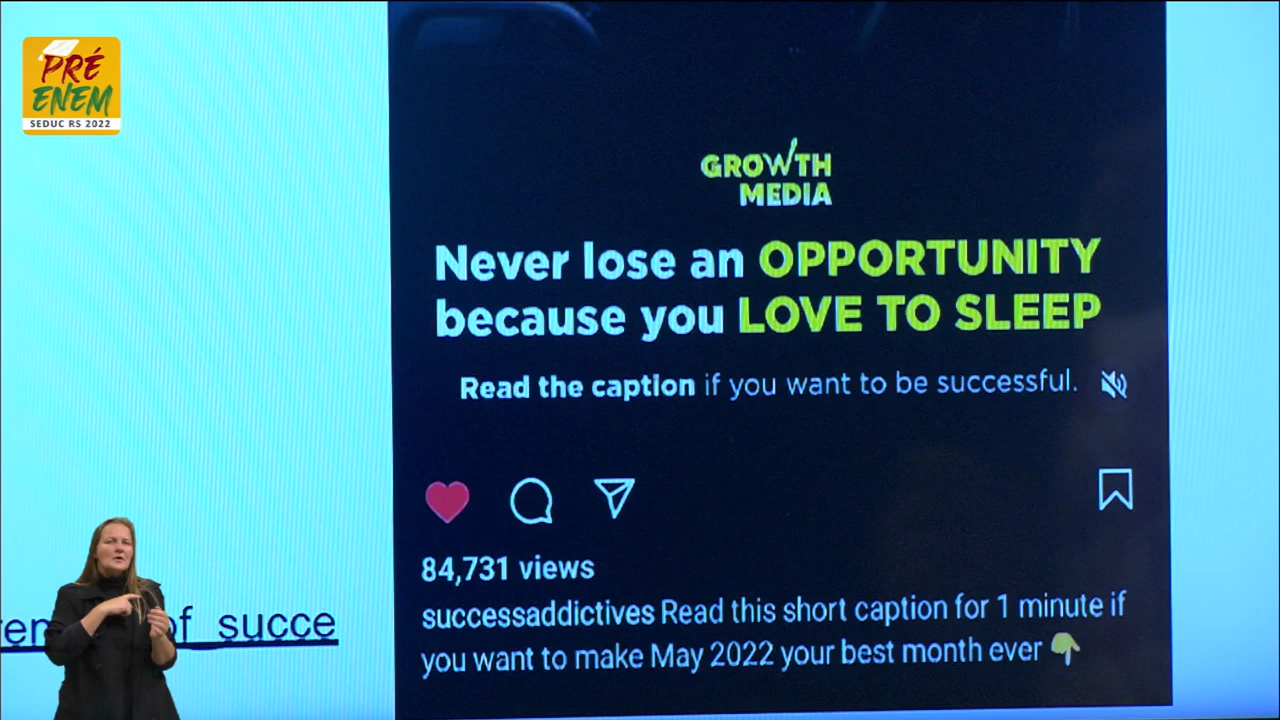 PRÉ
ENEM
SEDUC RS 2022
GROWTH
MEDIA
Never lose an OPPORTUNITY
because you LOVE TO SLEEP
Read the caption if you want to be successful.
84,731 views
successaddictives Read this short caption for 1 minute if
you want to make May 2022 your best month ever
of succe